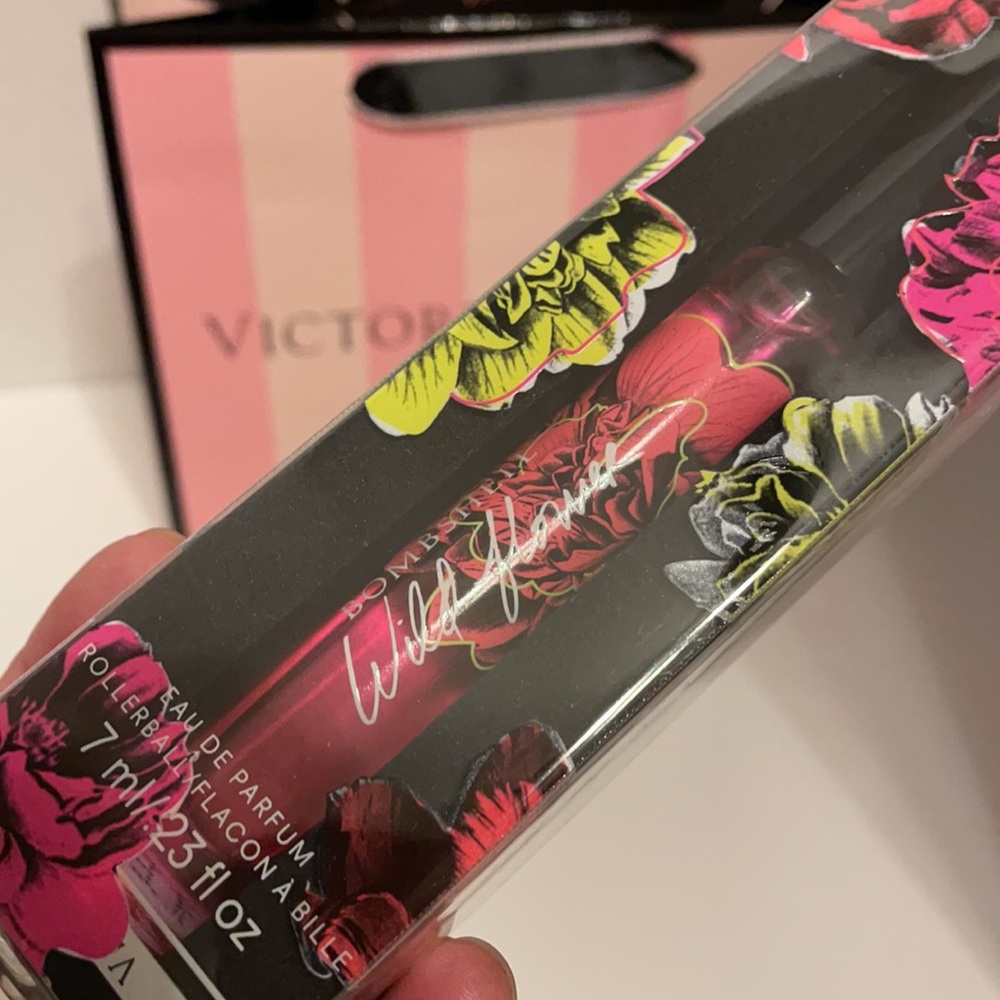 VICTOR
BOMBSHELL
Wild flower
EAU DE PARFUM
ROLLERBALL/FLACON À BILLE
7 ml/.23 fl oz